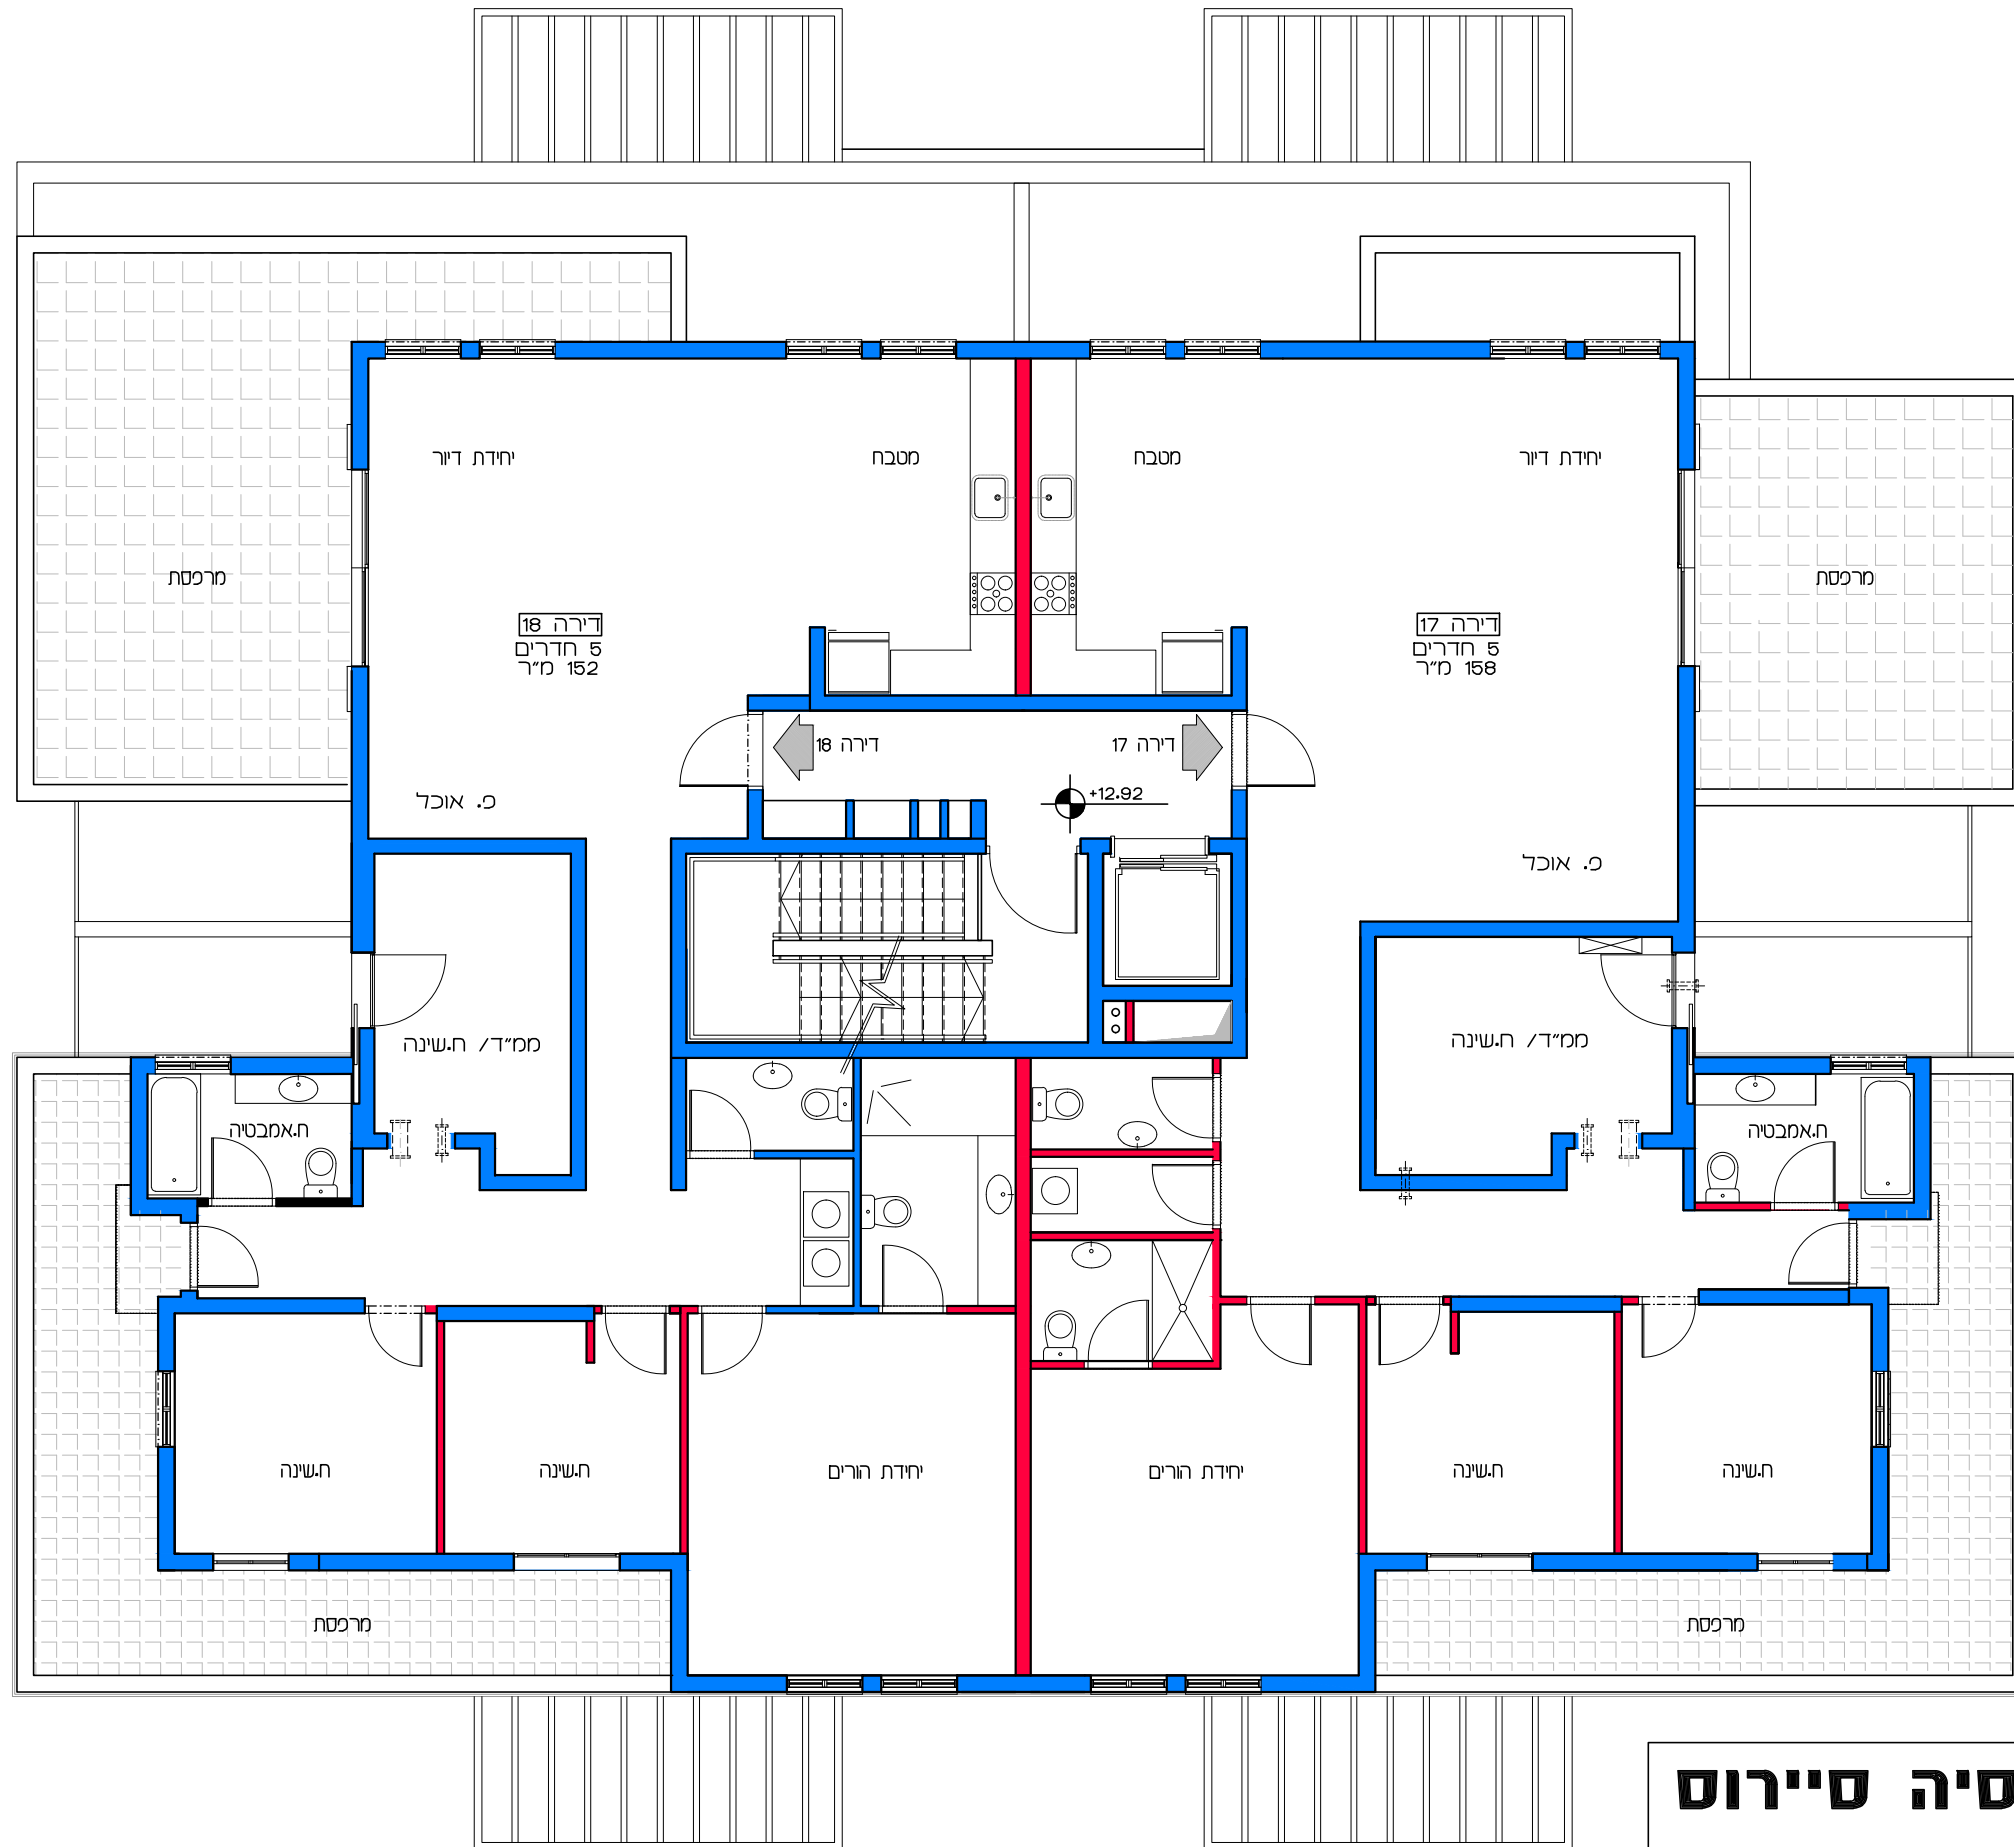 יחידת דיור
מטבח
מטבח
יחידת דיור
מרפסת
מרפסת
דירה 18
5 חדרים
152 מ"ר
דירה 17
5 חדרים
158 מ"ר
דירה 18
דירה 17
+12.92
פ. אוכל
פ. אוכל
ממ"ד/ ח.שינה
ממ"ד/ ח.שינה
ח.אמבטיה
ח.אמבטיה
ח.שינה
ח.שינה
יחידת הורים
יחידת הורים
ח.שינה
ח.שינה
מרפסת
מרפסת
סיה סיירוס